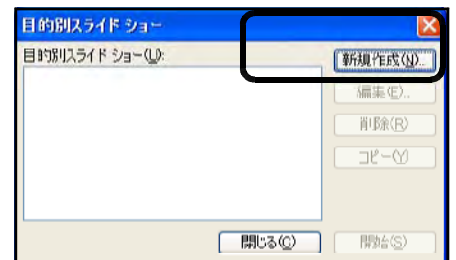 目的別スライド ショー
目的別スライド ショー(L):
新規作成(N)...
編集(E)...
削除(R)
コピー(Y)
閉じる(C)
開始(S)